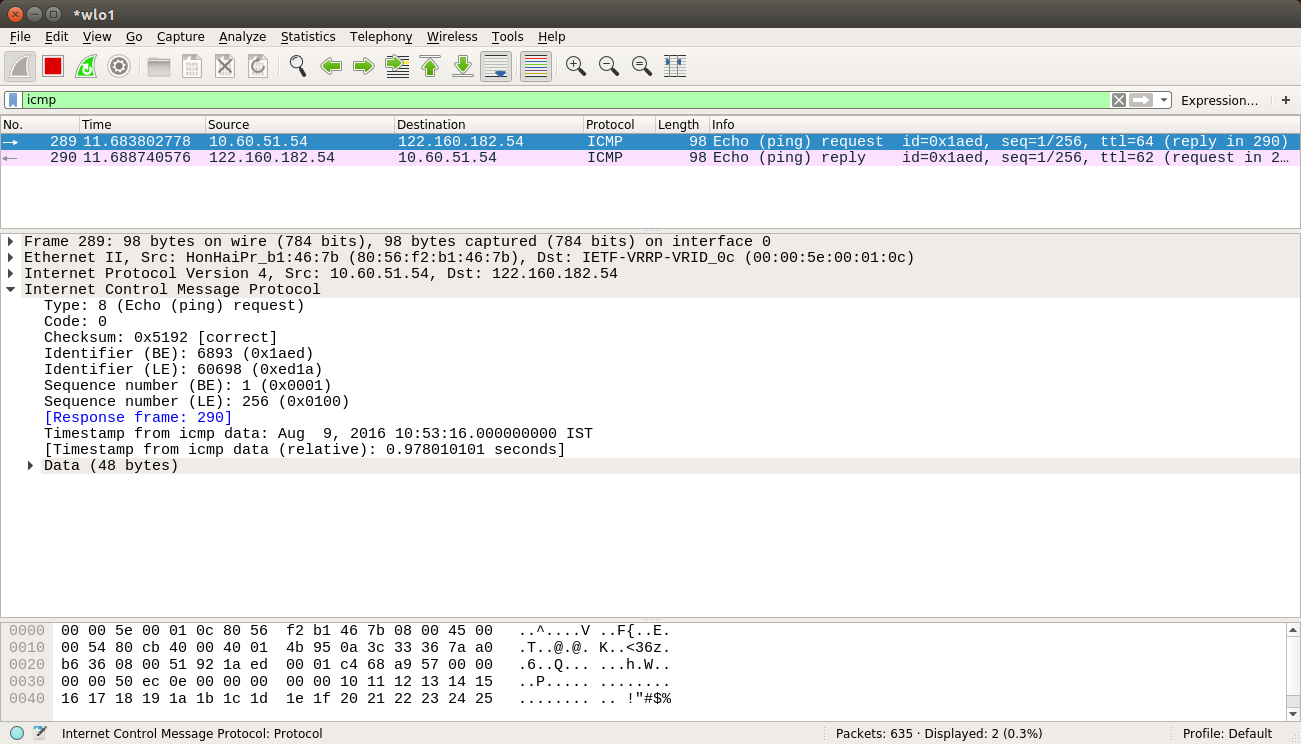 *wlo1
File Edit View Go Capture Analyze Statistics Telephony Wireless Tools Help
icmp Expression... +
No. Time Source Destination Protocol Length Info
289 11.683802778 10.60.51.54 122.160.182.54 ICMP 98 Echo (ping) request id=0x1aed, seq=1/256, ttl=64 (reply in 290)
290 11.688740576 122.160.182.54 10.60.51.54 ICMP 98 Echo (ping) reply id=0x1aed, seq=1/256, ttl=62 (request in 2...
Frame 289: 98 bytes on wire (784 bits), 98 bytes captured (784 bits) on interface 0
Ethernet II, Src: HonHaiPr_b1:46:7b (80:56:f2:b1:46:7b), Dst: IETF-VRRP-VRID_0c (00:00:5e:00:01:0c)
Internet Protocol Version 4, Src: 10.60.51.54, Dst: 122.160.182.54
Internet Control Message Protocol
Type: 8 (Echo (ping) request)
Code: 0
Checksum: 0x5192 [correct]
Identifier (BE): 6893 (0x1aed)
Identifier (LE): 60698 (0xed1a)
Sequence number (BE): 1 (0x0001)
Sequence number (LE): 256 (0x0100)
[Response frame: 290]
Timestamp from icmp data: Aug  9, 2016 10:53:16.000000000 IST
[Timestamp from icmp data (relative): 0.978010101 seconds]
Data (48 bytes)
0000 00 00 5e 00 01 0c 80 56 f2 b1 46 7b 08 00 45 00 ..^....V ..F{..E.
0010 00 54 80 cb 40 00 40 01 4b 95 0a 3c 33 36 7a a0 .T..@.@. K..<36z.
0020 b6 36 08 00 51 92 1a ed 00 01 c4 68 a9 57 00 00 .6..Q... ...h.W..
0030 00 00 50 ec 0e 00 00 00 00 00 10 11 12 13 14 15 ..P..... ........
0040 16 17 18 19 1a 1b 1c 1d 1e 1f 20 21 22 23 24 25 ........ .. !"#$%
Internet Control Message Protocol: Protocol Packets: 635 · Displayed: 2 (0.3%) Profile: Default